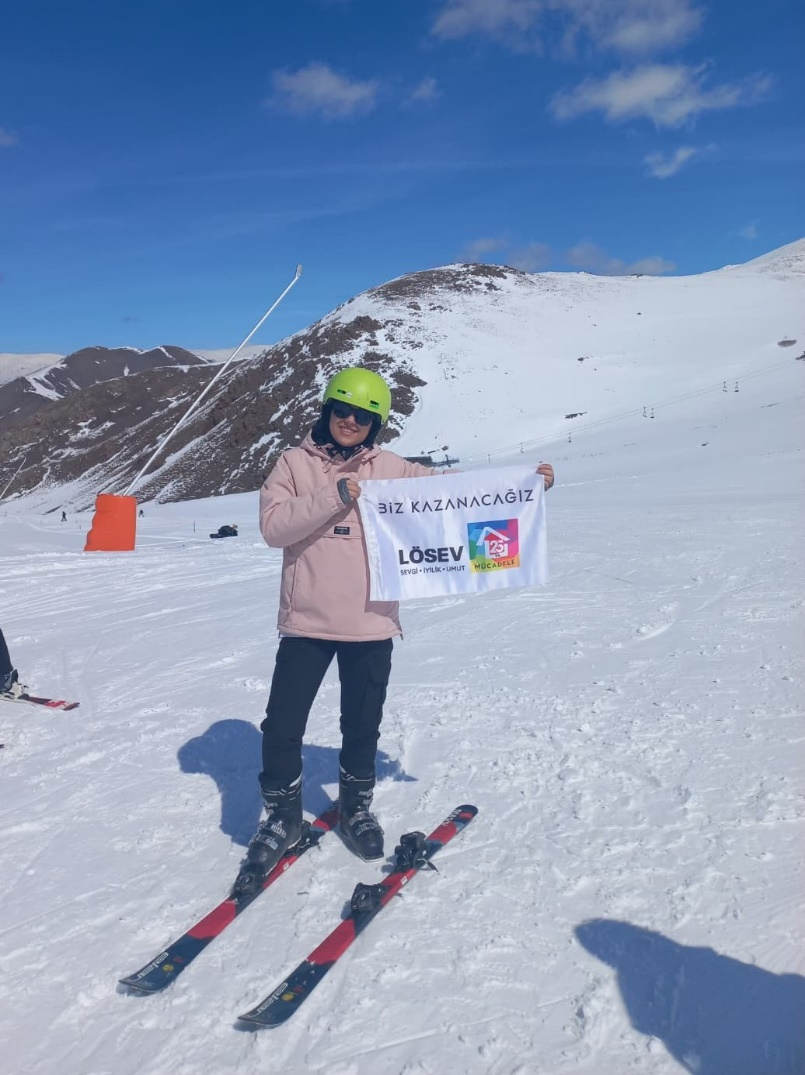 BİZ KAZANACAĞIZ
LÖSEV
SEVGİ • İYİLİK • UMUT
25
MÜCADELE